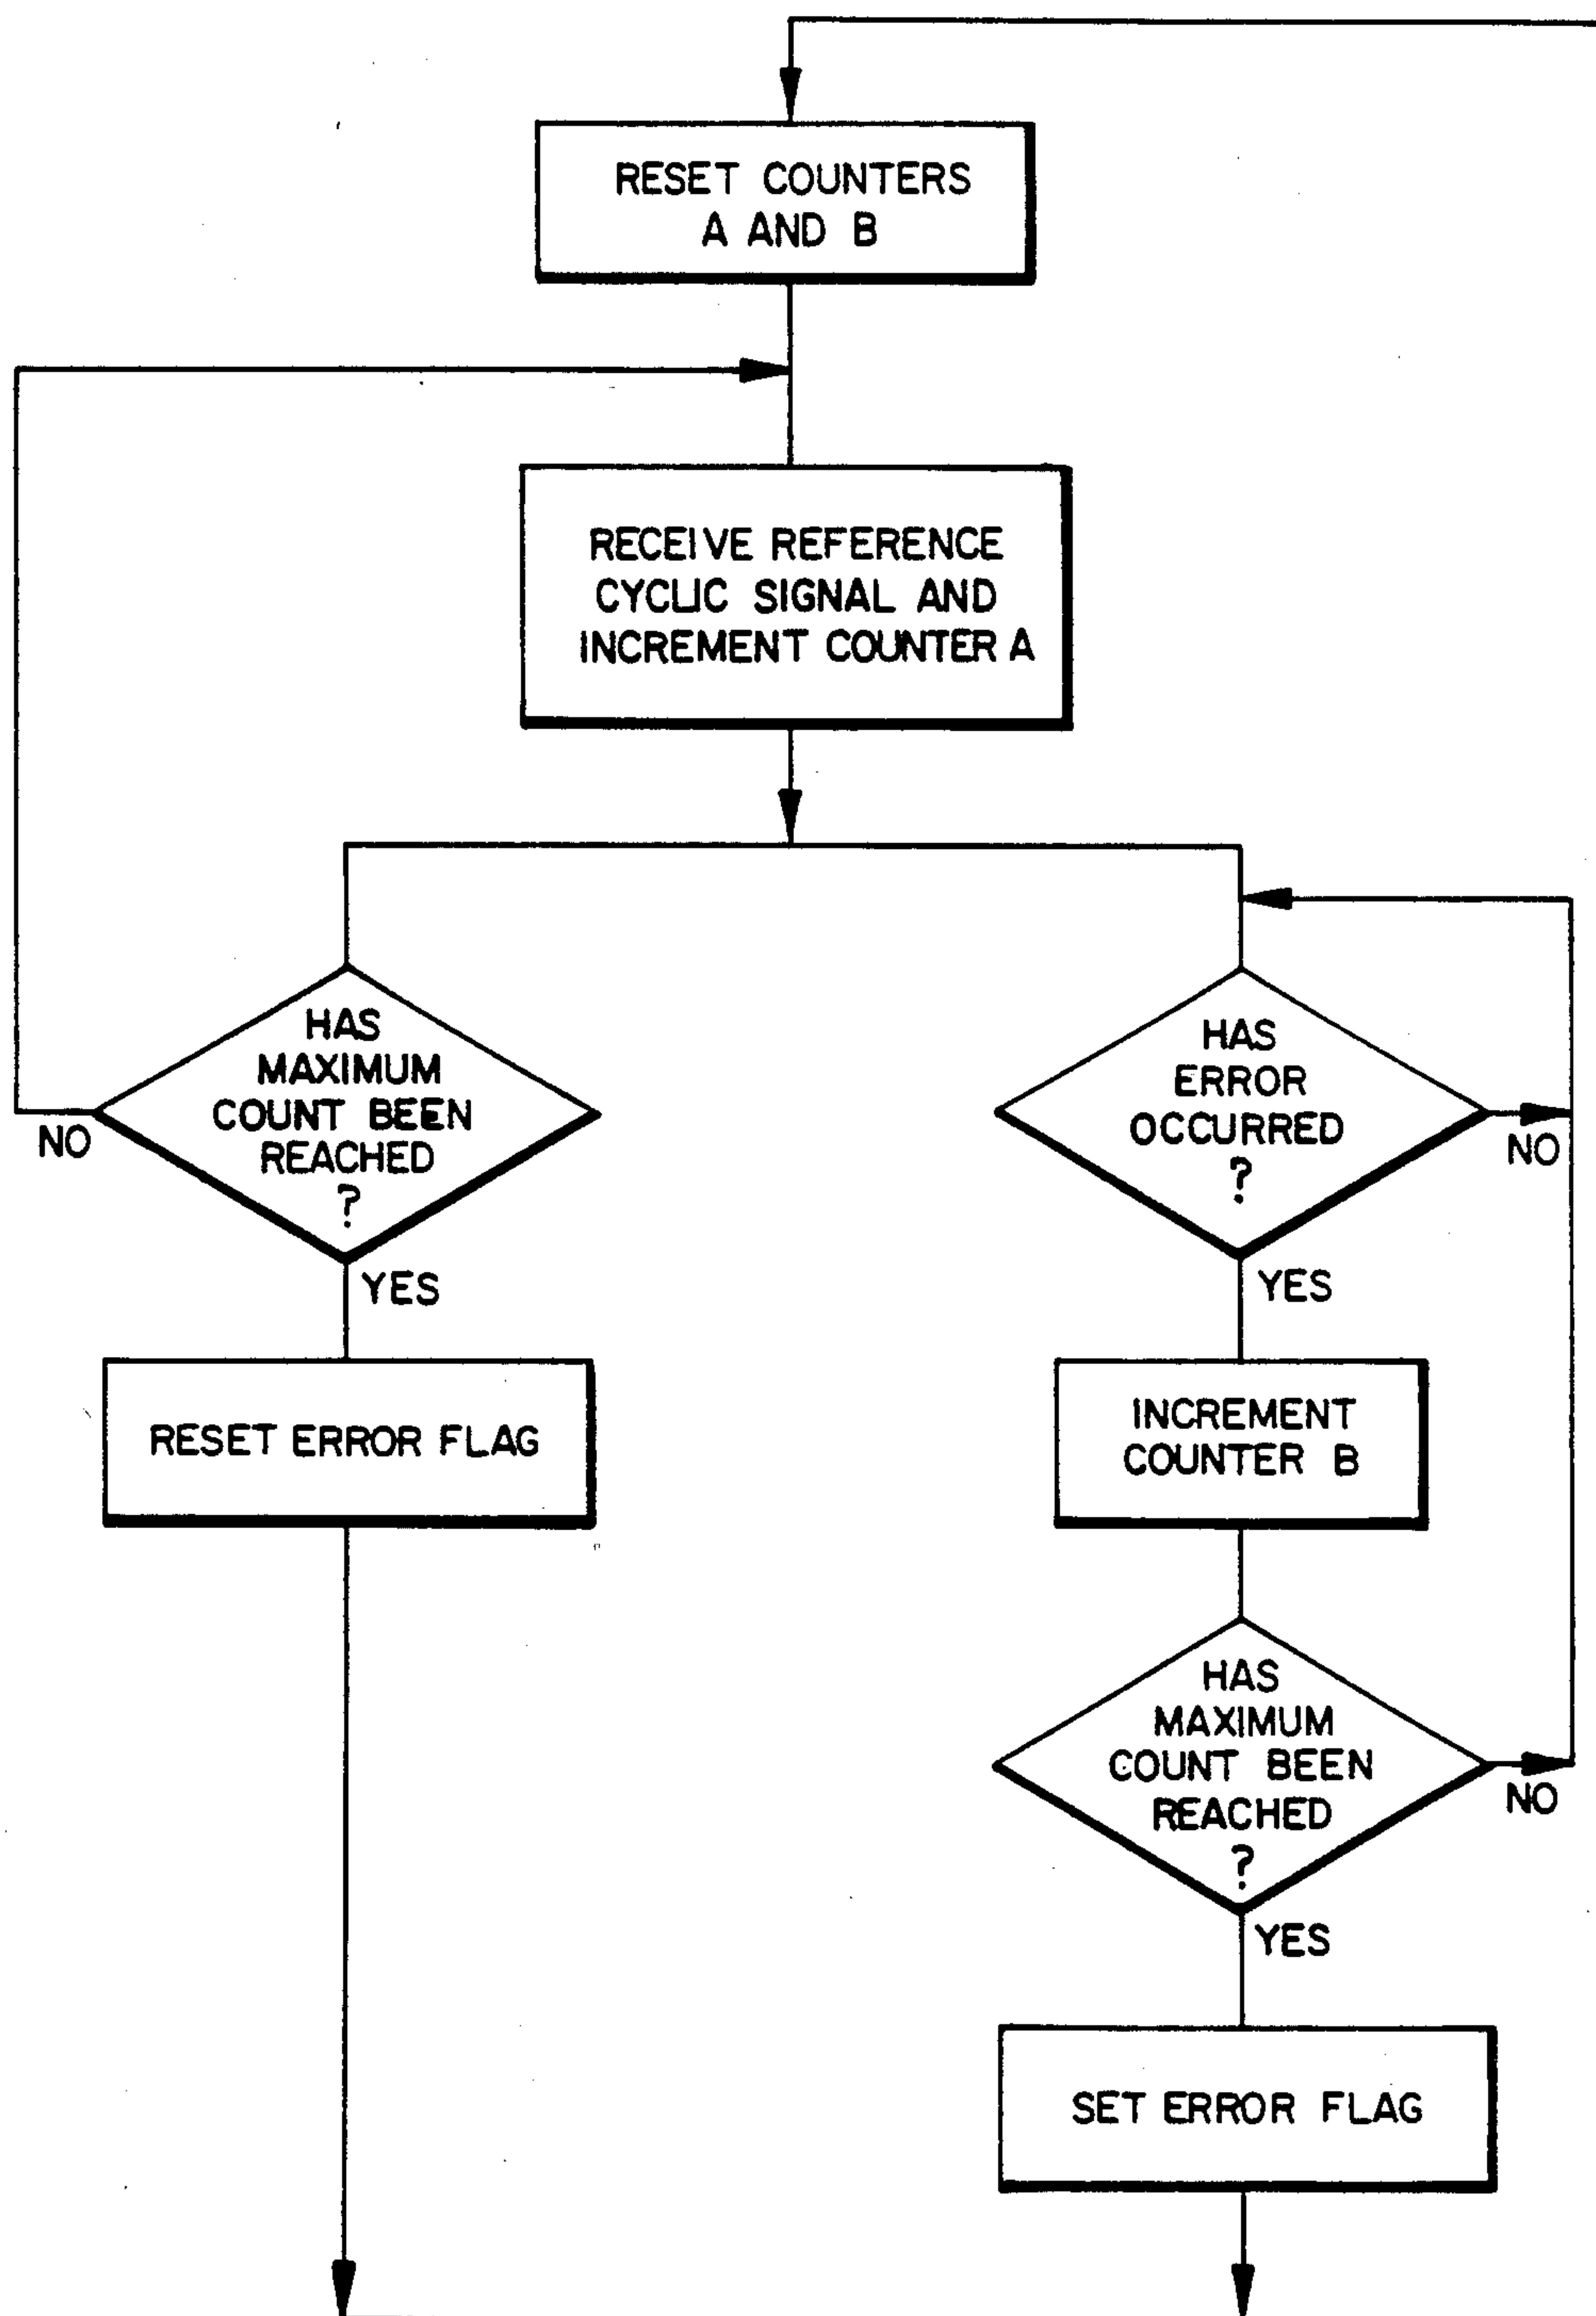 RESET COUNTERS
A AND B
RECEIVE REFERENCE
CYCLIC SIGNAL AND
INCREMENT COUNTER A
HAS
MAXIMUM
COUNT BEEN
REACHED
?
NO
YES
RESET ERROR FLAG
HAS
ERROR
OCCURRED
?
NO
YES
INCREMENT
COUNTER B
HAS
MAXIMUM
COUNT BEEN
REACHED
?
NO
YES
SET ERROR FLAG